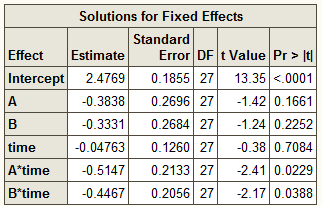 Solutions for Fixed Effects
Effect Estimate Standard Error DF t Value Pr > |t|
Intercept 2.4769 0.1855 27 13.35 <.0001
A -0.3838 0.2696 27 -1.42 0.1661
B -0.3331 0.2684 27 -1.24 0.2252
time -0.04763 0.1260 27 -0.38 0.7084
A*time -0.5147 0.2133 27 -2.41 0.0229
B*time -0.4467 0.2056 27 -2.17 0.0388